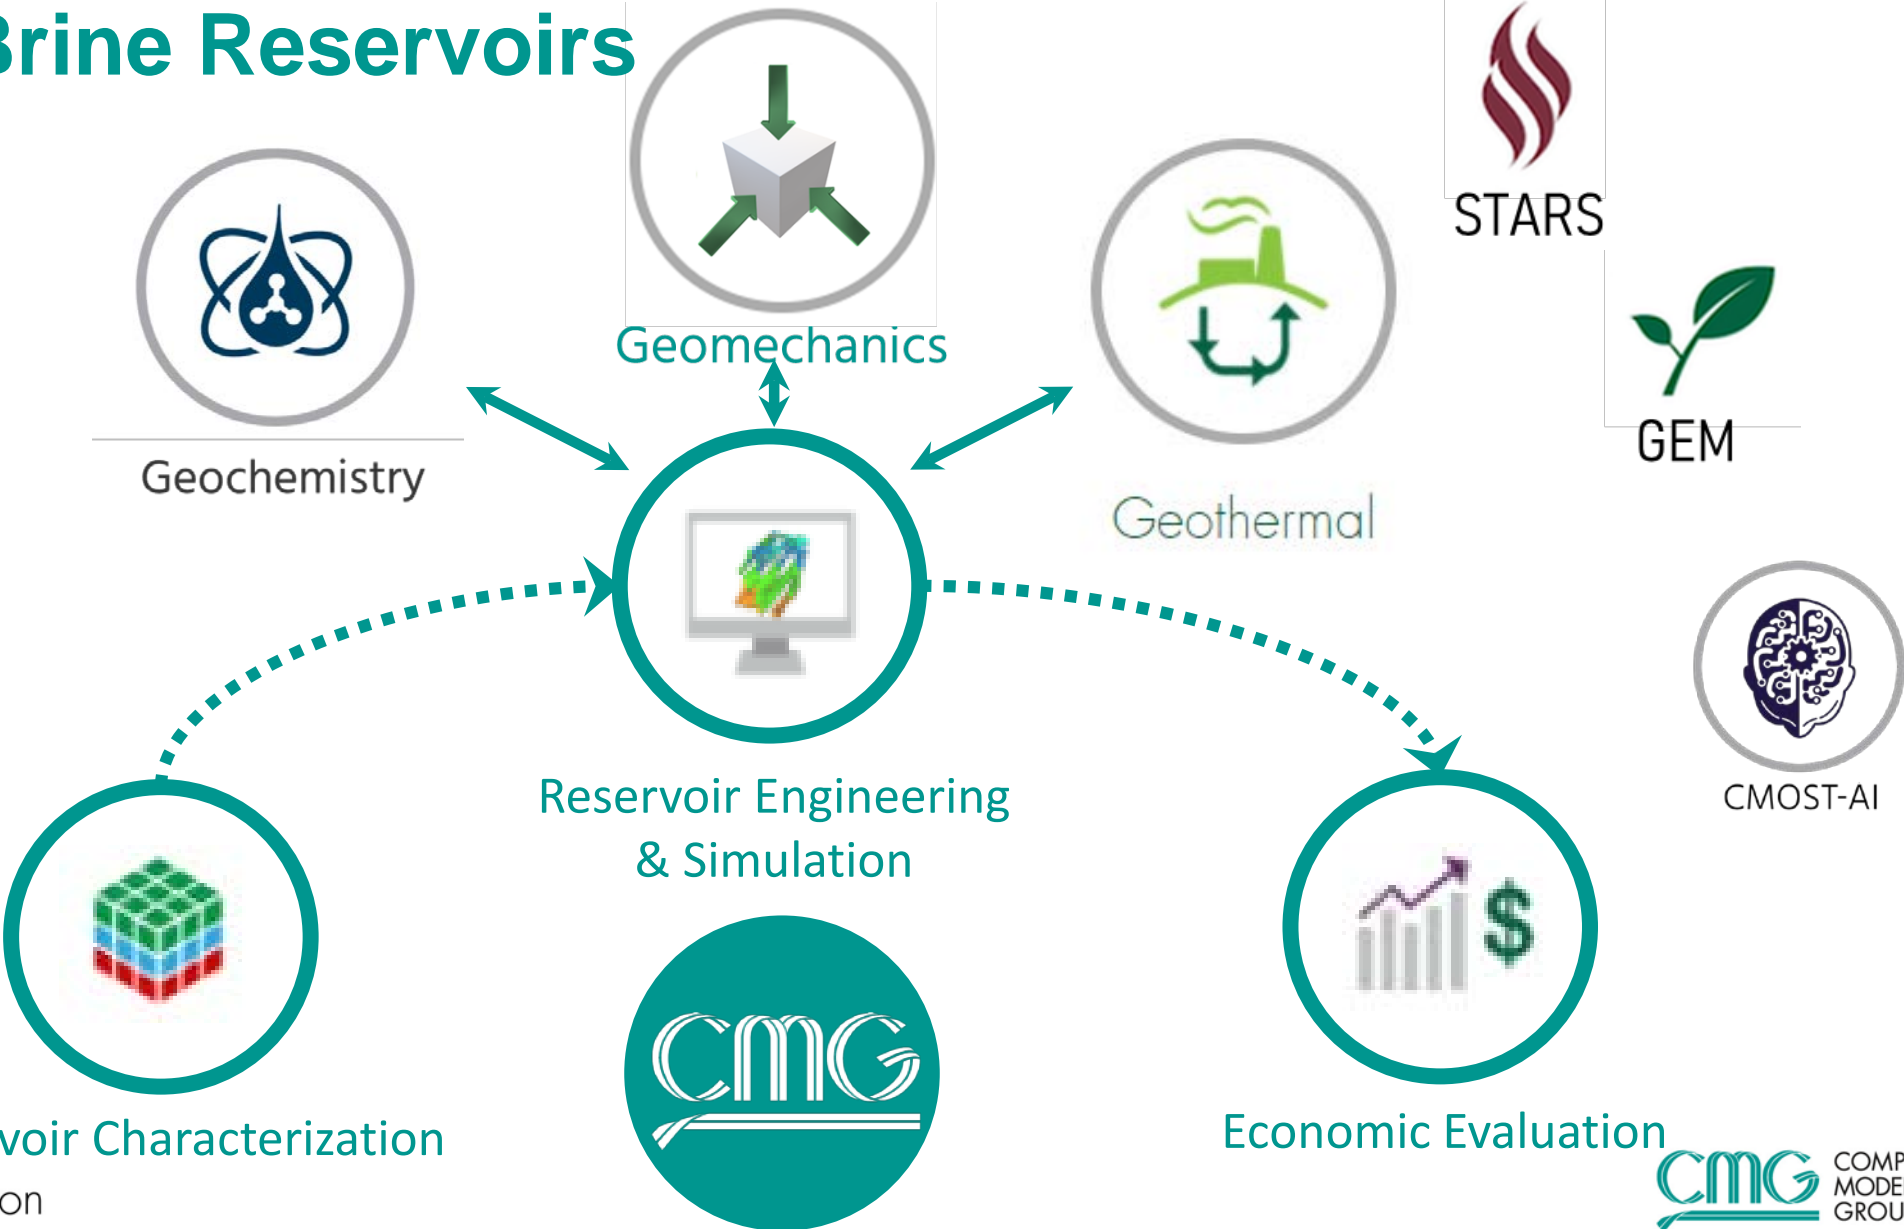 Brine Reservoirs
STARS
Geomechanics
GEM
Geochemistry
Geothermal
Reservoir Engineering
& Simulation
CMOST-AI
CMG
voir Characterization
Economic Evaluation
on
CMG
COMP
MODE
GROU